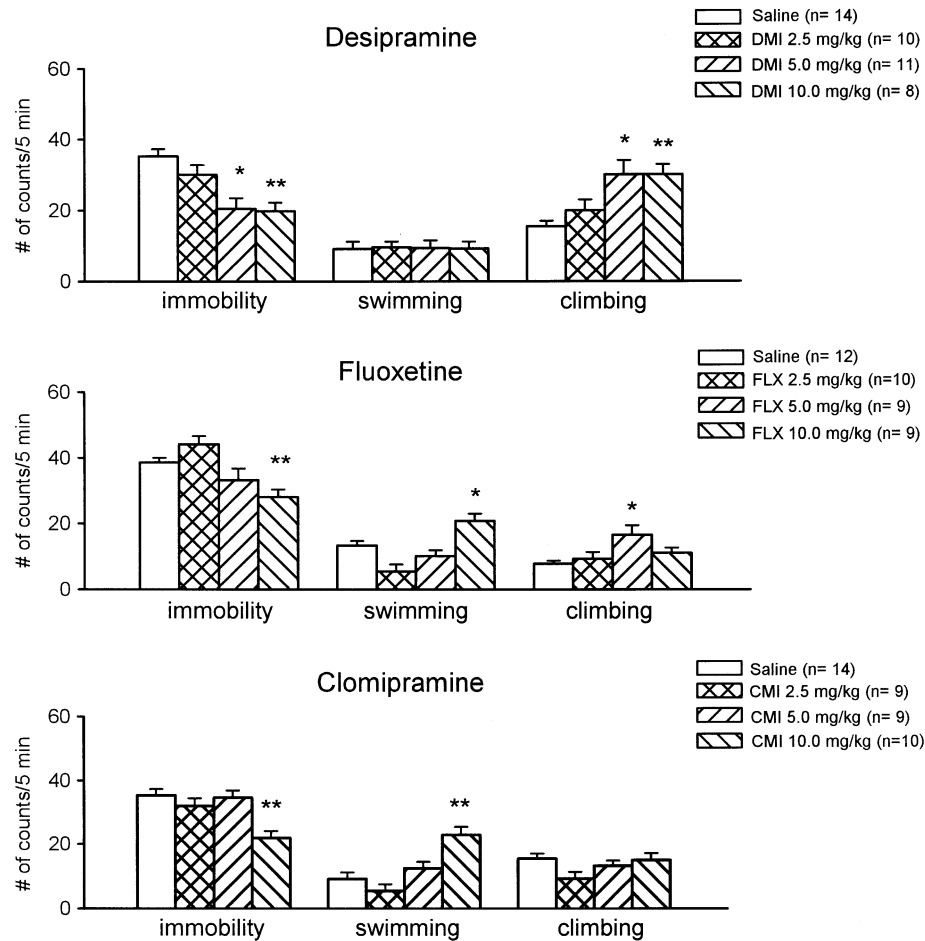 Desipramine
Saline (n= 14)
DMI 2.5 mg/kg (n= 10)
DMI 5.0 mg/kg (n= 11)
DMI 10.0 mg/kg (n= 8)
# of counts/5 min
60
40
20
0
* ** * **
immobility swimming climbing
Fluoxetine
Saline (n= 12)
FLX 2.5 mg/kg (n=10)
FLX 5.0 mg/kg (n= 9)
FLX 10.0 mg/kg (n= 9)
# of counts/5 min
60
40
20
0
** * *
immobility swimming climbing
Clomipramine
Saline (n= 14)
CMI 2.5 mg/kg (n= 9)
CMI 5.0 mg/kg (n= 9)
CMI 10.0 mg/kg (n=10)
# of counts/5 min
60
40
20
0
** **
immobility swimming climbing